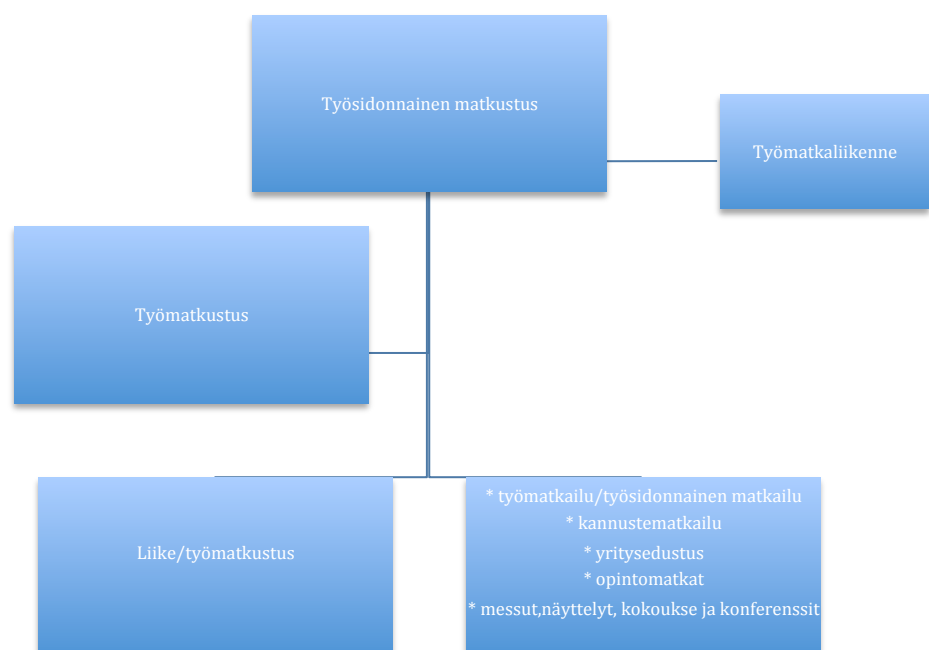 Työsidonnainen matkustus
Työmatkaliikenne
Työmatkustus
Liike/työmatkustus
* työmatkailu/työsidonnainen matkailu
* kannustematkailu
* yritysedustus
* opintomatkat
* messut,näyttelyt, kokoukse ja konferenssit